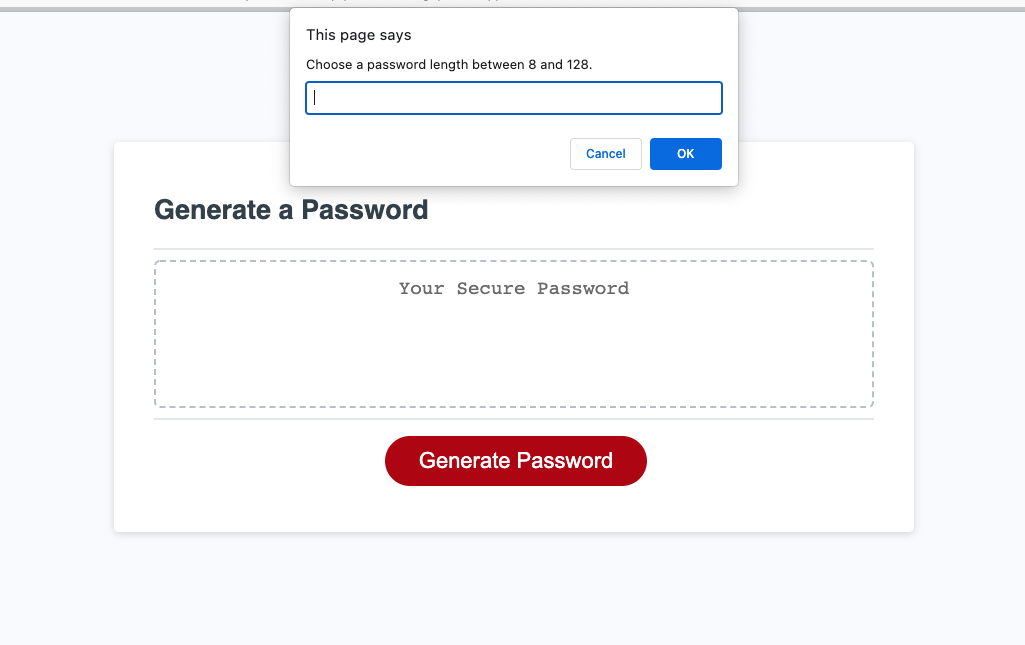 This page says
Choose a password length between 8 and 128.
Cancel
OK
Generate a Password
Your Secure Password
Generate Password